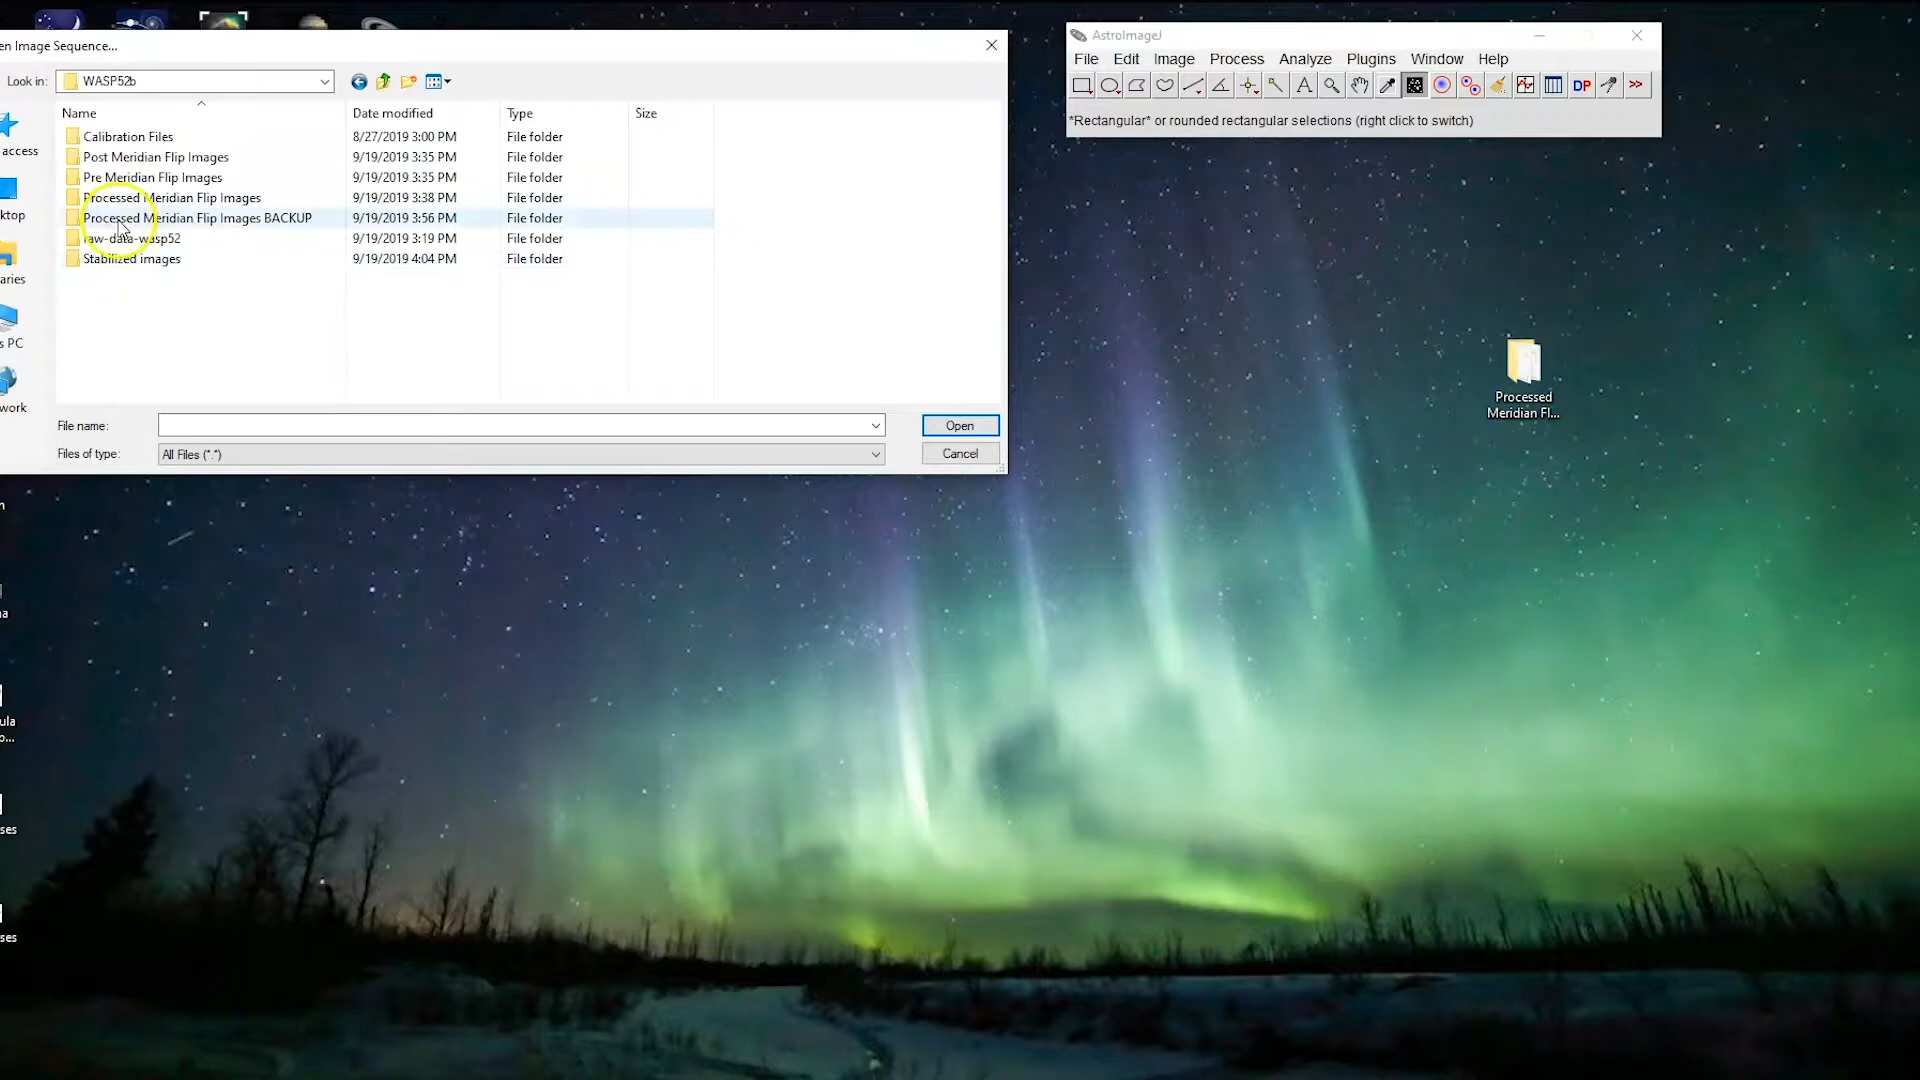 en Image Sequence...
Look in: WASP52b
Name Date modified Type Size
Calibration Files 8/27/2019 3:00 PM File folder
Post Meridian Flip Images 9/19/2019 3:35 PM File folder
Pre Meridian Flip Images 9/19/2019 3:35 PM File folder
Processed Meridian Flip Images 9/19/2019 3:38 PM File folder
Processed Meridian Flip Images BACKUP 9/19/2019 3:56 PM File folder
raw-data-wasp52 9/19/2019 3:19 PM File folder
Stabilized images 9/19/2019 4:04 PM File folder
access
ktop
aries
s PC
work
File name: Open
Files of type: All Files (*.*) Cancel
AstroImageJ
File Edit Image Process Analyze Plugins Window Help
A DP >>
*Rectangular* or rounded rectangular selections (right click to switch)
Processed
Meridian Fl...
n
na
ula
o...
ses
ses